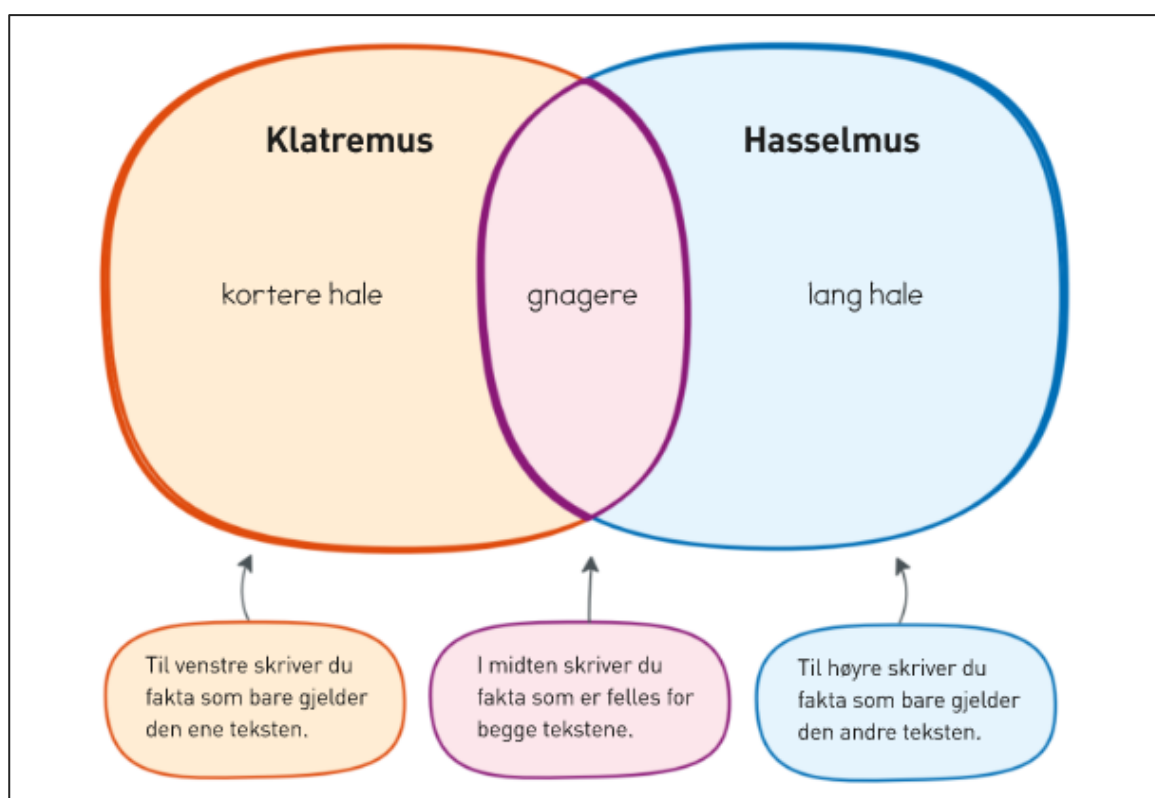 Klatremus
Hasselmus
kortere hale
gnagere
lang hale
Til venstre skriver du
fakta som bare gjelder
den ene teksten.
I midten skriver du
fakta som er felles for
begge tekstene.
Til høyre skriver du
fakta som bare gjelder
den andre teksten.